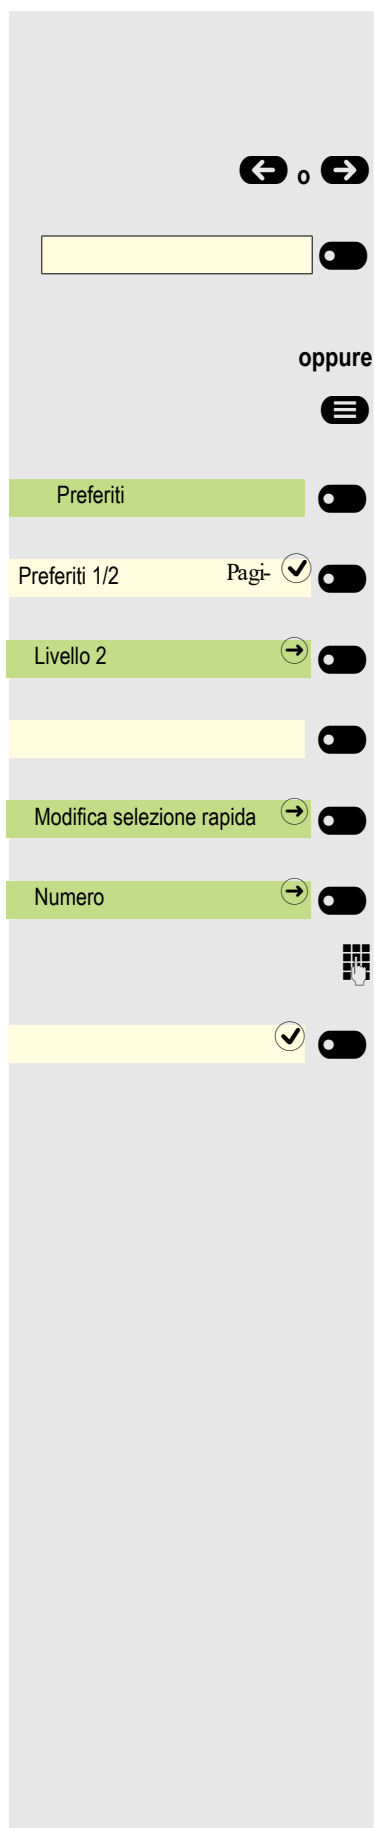 o
oppure
Preferiti
Preferiti 1/2 Pagi-
Livello 2
Modifica selezione rapida
Numero